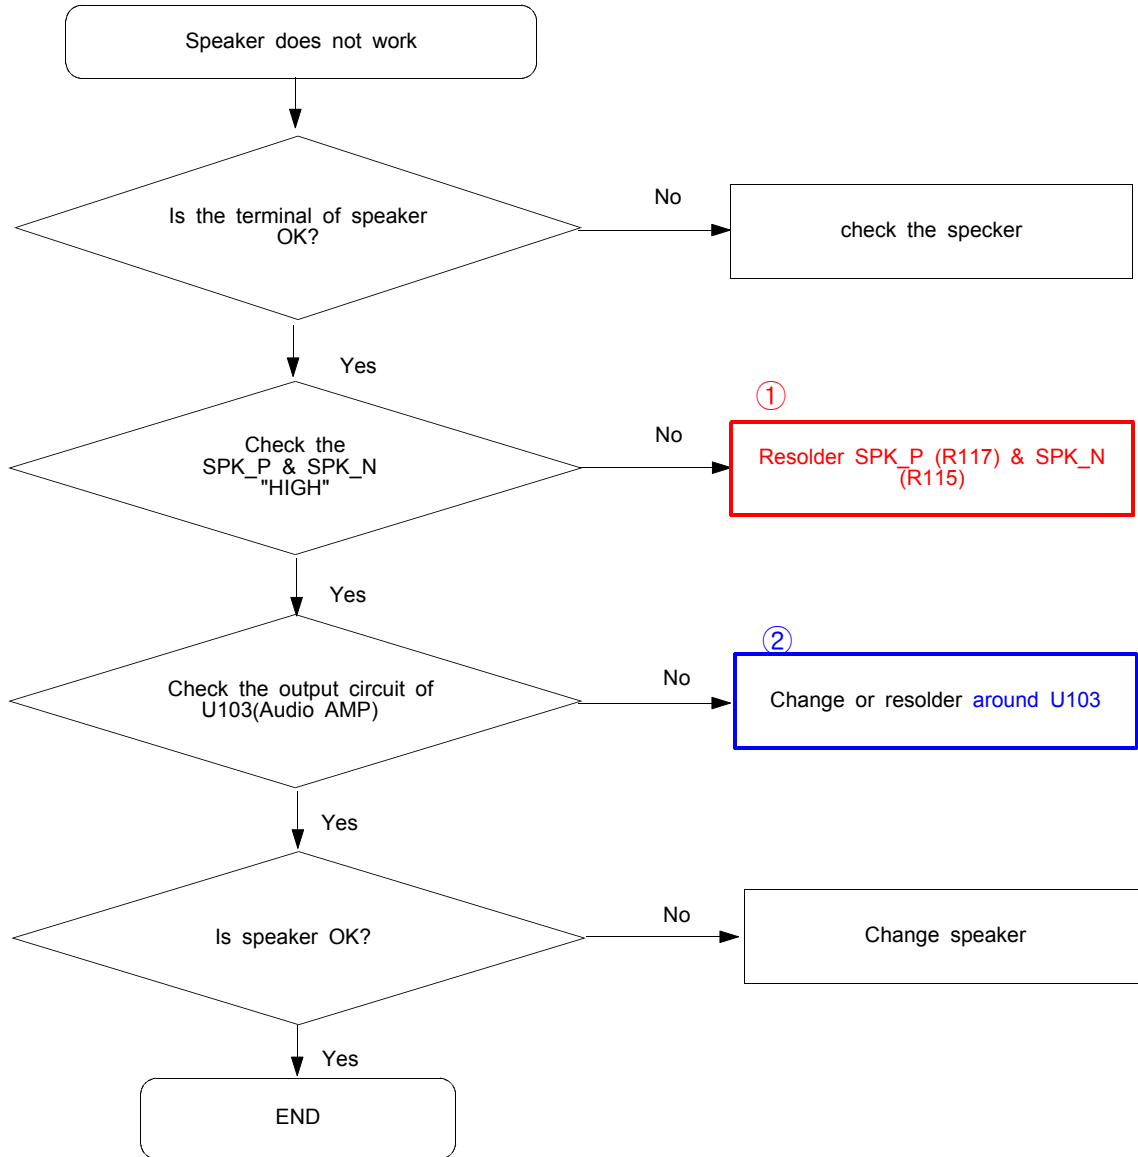 Speaker does not work
Is the terminal of speaker
OK?
No
check the specker
Yes
Check the
SPK_P & SPK_N
"HIGH"
No
①
Resolder SPK_P (R117) & SPK_N
(R115)
Yes
Check the output circuit of
U103(Audio AMP)
No
②
Change or resolder around U103
Yes
Is speaker OK?
No
Change speaker
Yes
END